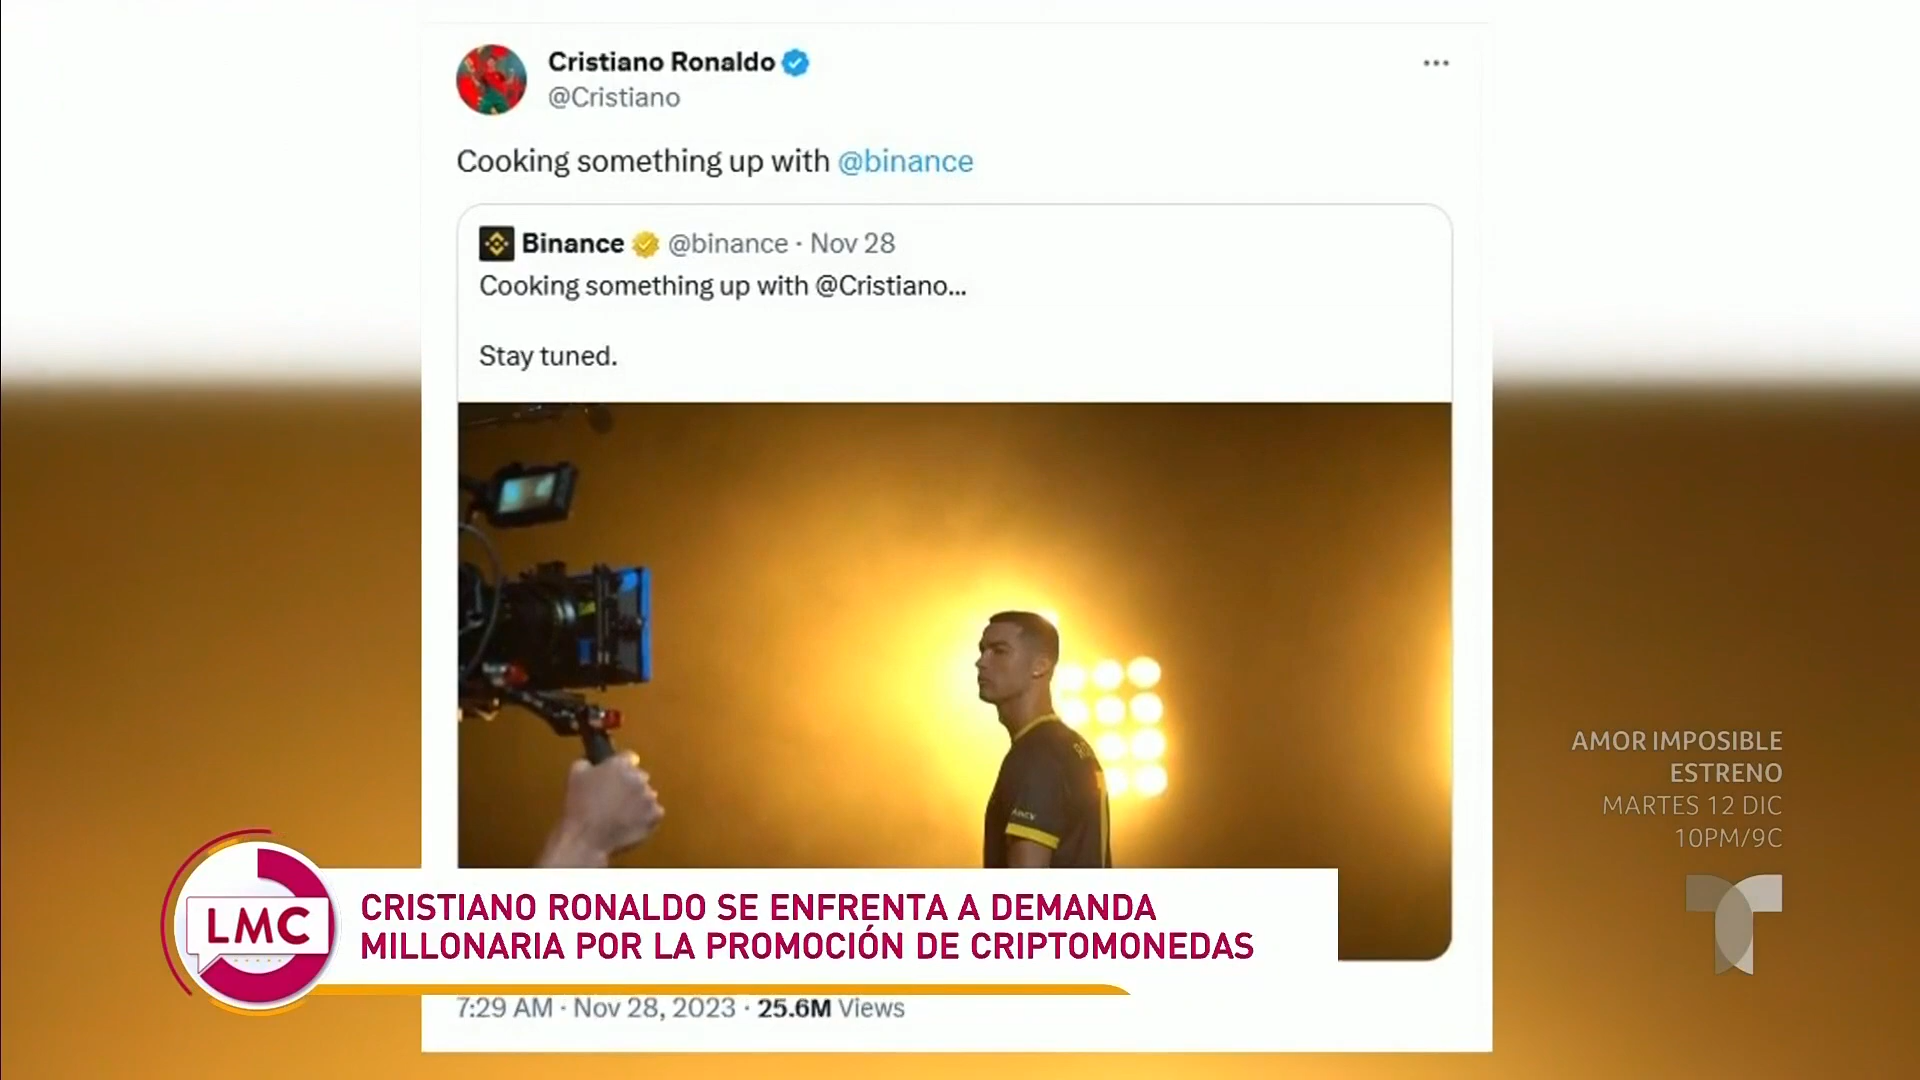 Cristiano Ronaldo
@Cristiano
Cooking something up with @binance
Binance @binance · Nov 28
Cooking something up with @Cristiano...
Stay tuned.
AMOR IMPOSIBLE
ESTRENO
MARTES 12 DIC
10PM/9C
LMC
CRISTIANO RONALDO SE ENFRENTA A DEMANDA
MILLONARIA POR LA PROMOCIÓN DE CRIPTOMONEDAS
7:29 AM · Nov 28, 2023 · 25.6M Views